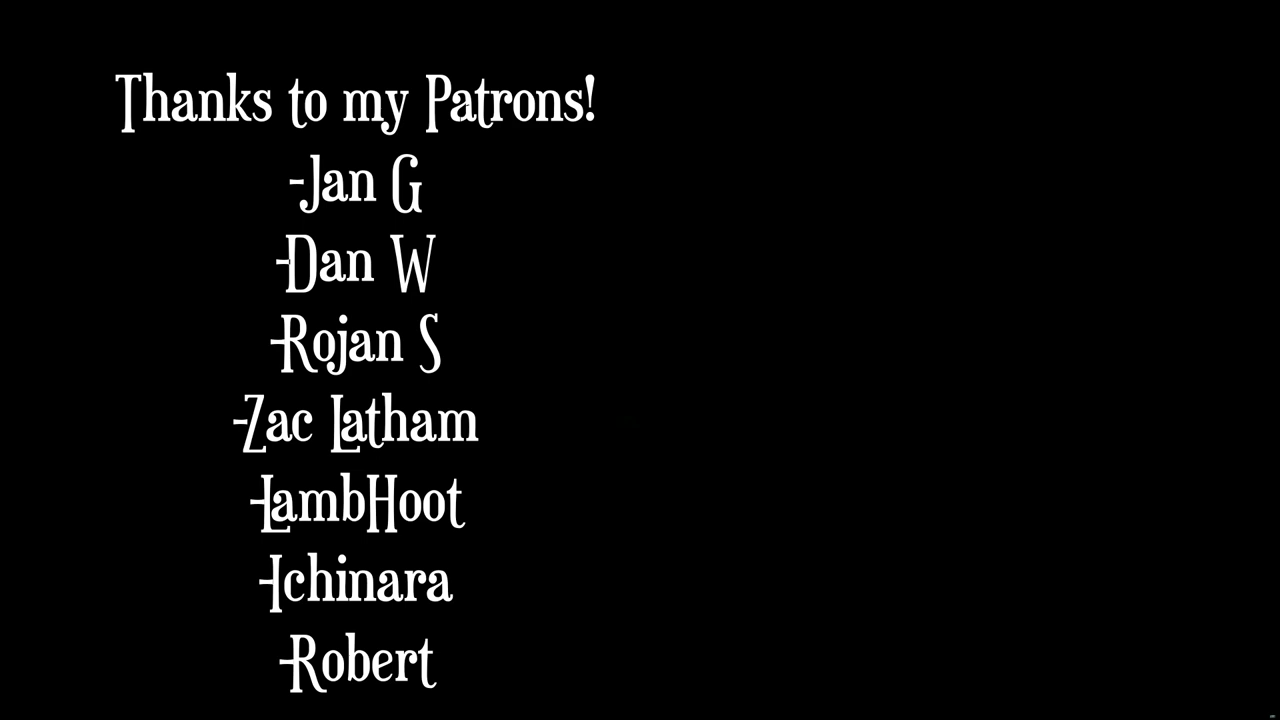 Thanks to my Patrons!
-Jan G
-Dan W
-Rojan S
-Zac Latham
-LambHoot
-Ichinara
-Robert